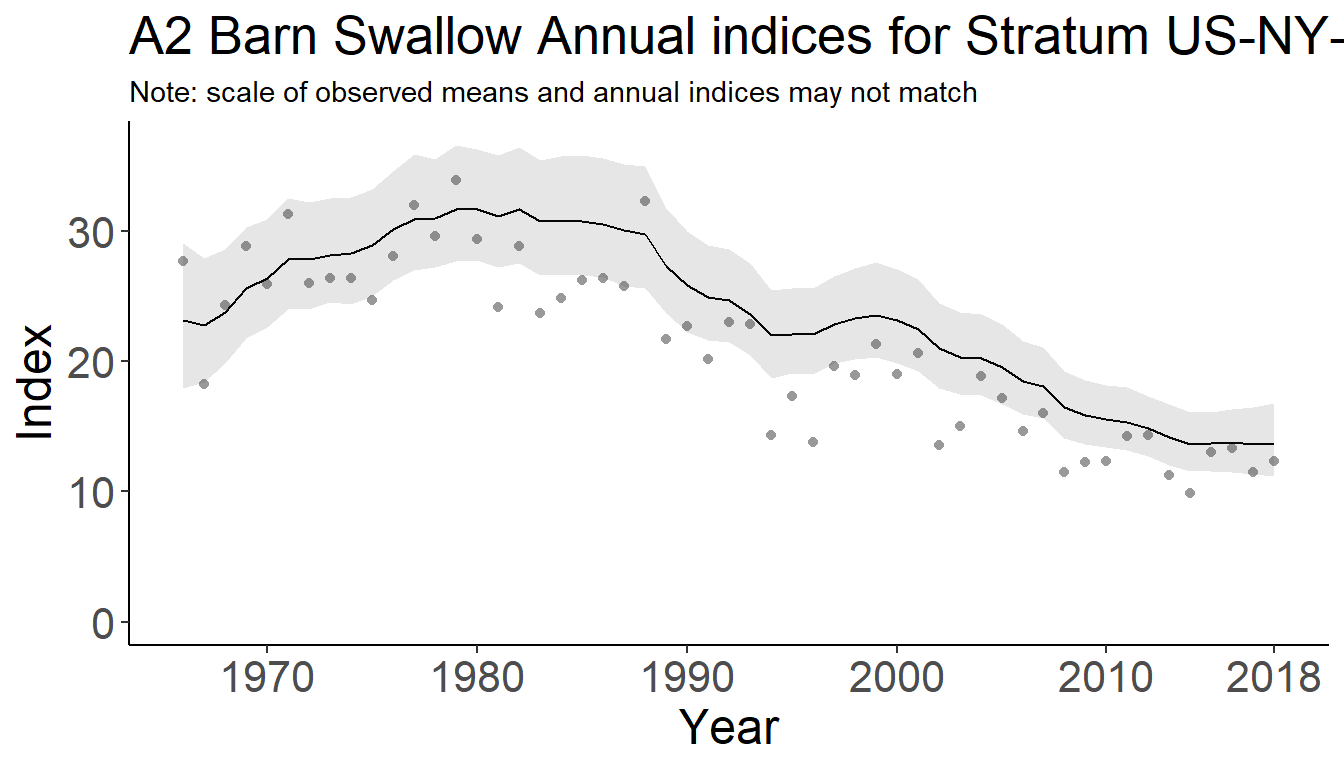 A2 Barn Swallow Annual indices for Stratum US-NY-
Note: scale of observed means and annual indices may not match
Index
30
20
10
0
1970 1980 1990 2000 2010 2018
Year